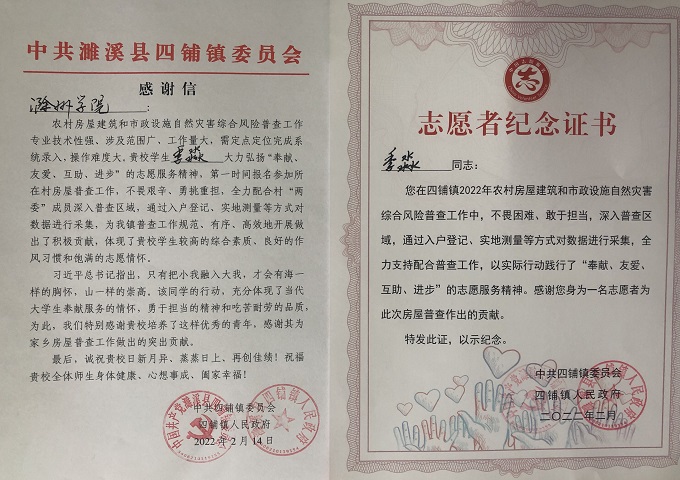 中共濉溪县四铺镇委员会
感谢信
滁州学院:
农村房屋建筑和市政设施自然灾害综合风险普查工作
专业技术性强、涉及范围广、工作量大,需定点定位完成系
统录入、操作难度大。贵校学生李淼大力弘扬“奉献、
友爱、互助、进步”的志愿服务精神,第一时间报名参加所
在村房屋普查工作,不畏艰辛、勇挑重担,全力配合村“两
委”成员深入普查区域,通过入户登记、实地测量等方式对
数据进行采集,为我镇普查工作规范、有序、高效地开展做
出了积极贡献,体现了贵校学生较高的综合素质、良好的作
风习惯和饱满的志愿情怀。
习近平总书记指出,只有把小我融入大我,才会有海一
样的胸怀,山一样的崇高。该同学的行动,充分体现了当代
大学生奉献服务的情怀,勇于担当的精神和吃苦耐劳的品质,
为此,我们特别感谢贵校培养了这样优秀的青年,感谢其为
家乡房屋普查工作做出的突出贡献。
最后,诚祝贵校日新月异、蒸蒸日上、再创佳绩!祝福
贵校全体师生身体健康、心想事成、阖家幸福!
中共四铺镇委员会
四铺镇人民政府
2022年2月14日
志愿者纪念证书
李淼同志:
您在四铺镇2022年农村房屋建筑和市政设施自然灾害
综合风险普查工作中,不畏困难、敢于担当,深入普查区
域,通过入户登记、实地测量等方式对数据进行采集,全
力支持配合普查工作,以实际行动践行了“奉献、友爱、
互助、进步”的志愿服务精神。感谢您身为一名志愿者为
此次房屋普查作出的贡献。
特发此证,以示纪念。
中共四铺镇委员会
四铺镇人民政府
二〇二二年二月